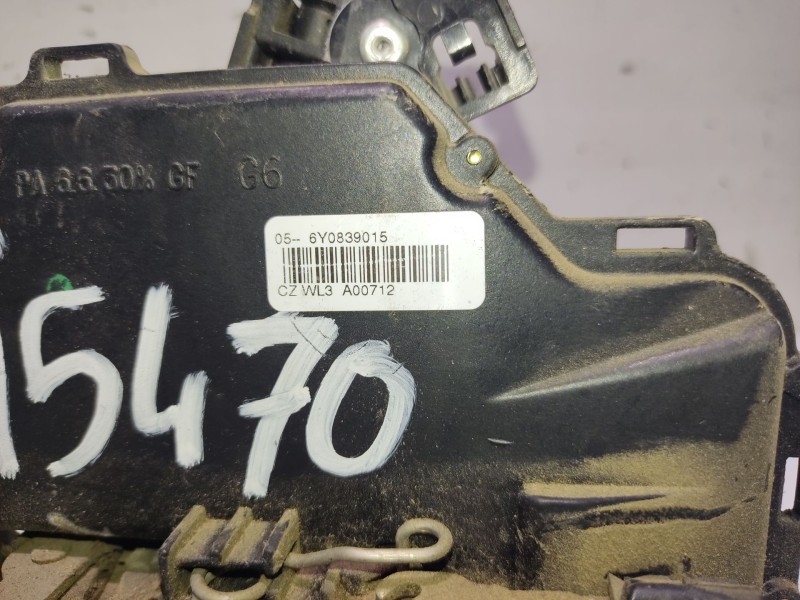 PA 6.6.30% GF G6
05-- 6Y0839015
CZ WL3 A00712
15470